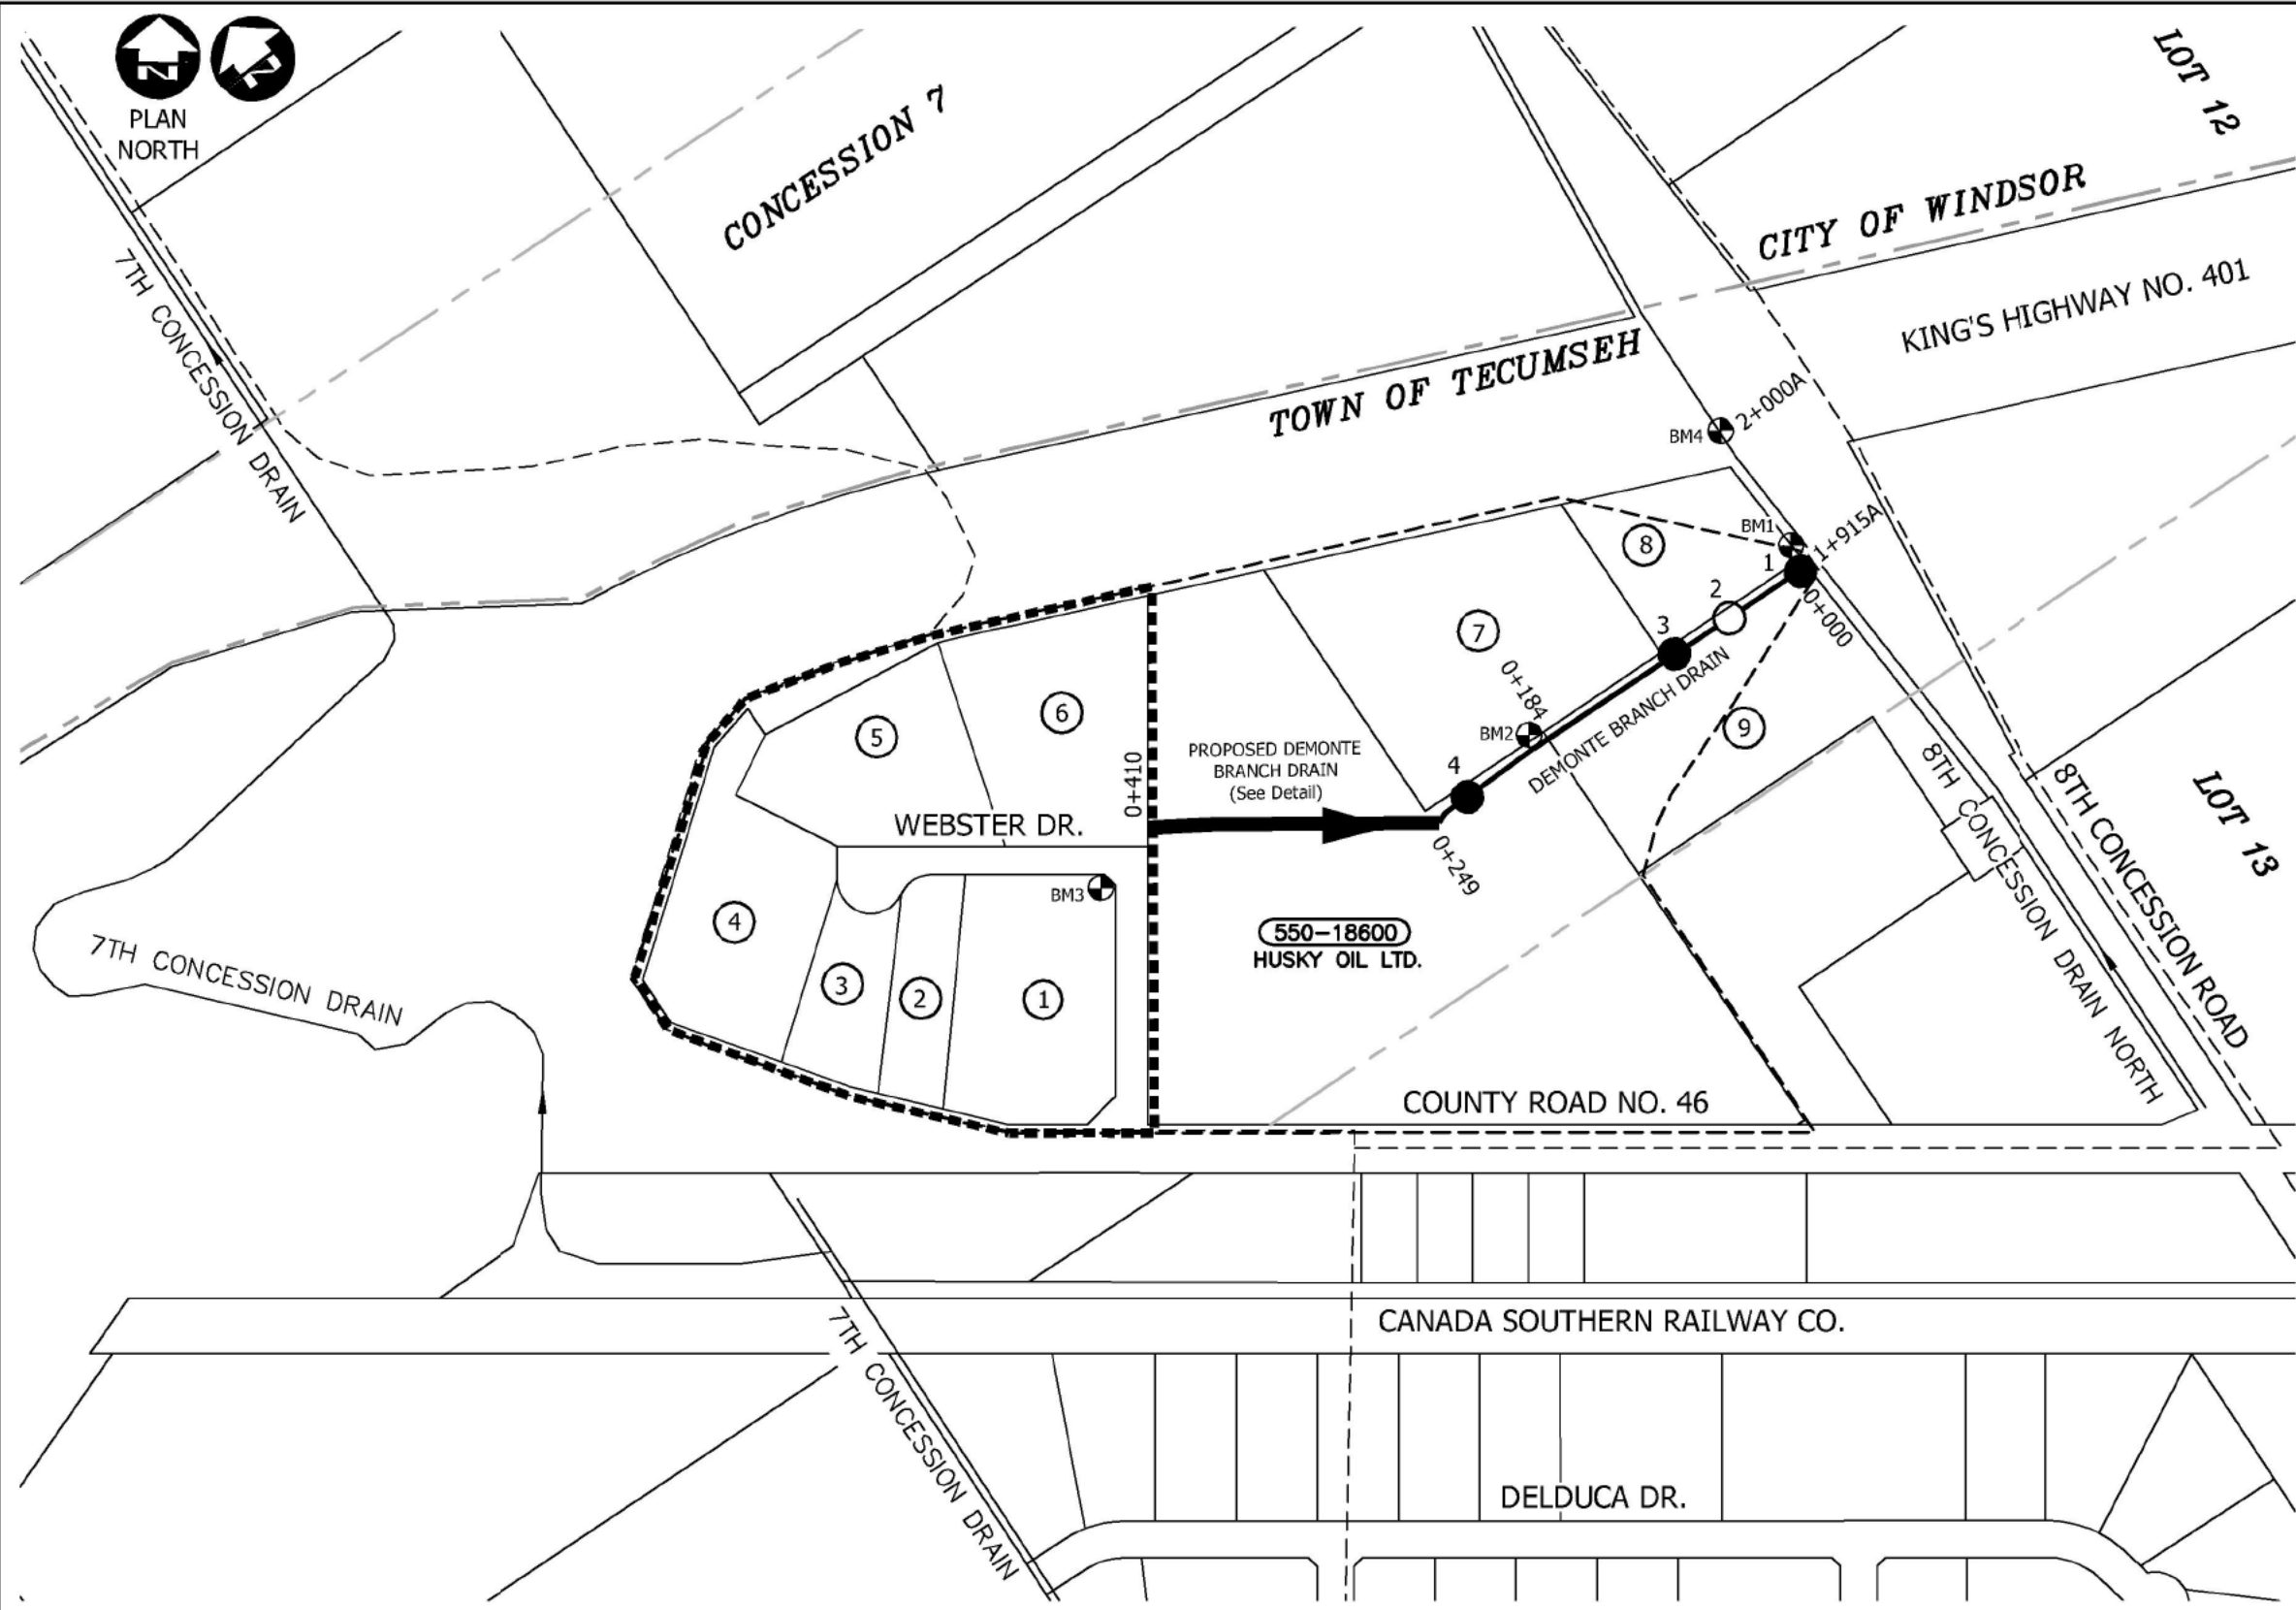 N
N
PLAN
NORTH
CONCESSION 7
LOT 12
CITY OF WINDSOR
KING'S HIGHWAY NO. 401
7TH CONCESSION DRAIN
TOWN OF TECUMSEH
BM4
2+000A
BM1
1+915A
8
1
2
0+000
3
7
0+184
BM2
DEMONTE BRANCH DRAIN
9
6
5
4
0+410
PROPOSED DEMONTE
BRANCH DRAIN
(See Detail)
WEBSTER DR.
0+249
8TH CONCESSION DRAIN NORTH
8TH CONCESSION ROAD
LOT 13
BM3
4
3
2
1
550-18600
HUSKY OIL LTD.
7TH CONCESSION DRAIN
COUNTY ROAD NO. 46
CANADA SOUTHERN RAILWAY CO.
7TH CONCESSION DRAIN
DELDUCA DR.